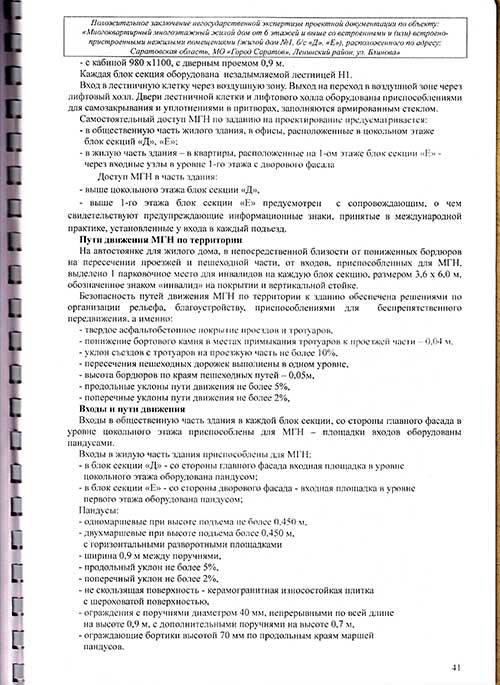 Положительное заключение негосударственной экспертизы проектной документации по объекту:
«Многоквартирный многоэтажный жилой дом от 6 этажей и выше со встроенными и (или) встроено-
пристроенными нежилыми помещениями (жилой дом №1, б/с «Д», «Е»), расположенного по адресу:
Саратовская область, МО «Город Саратов», Ленинский район, ул. Блинова»
- с кабиной 980 х1100, с дверным проемом 0,9 м.
Каждая блок секция оборудована незадымляемой лестницей Н1.
Вход в лестничную клетку через воздушную зону. Выход на переход в воздушной зоне через
лифтовый холл. Двери лестничной клетки и лифтового холла оборудованы приспособлениями
для самозакрывания и уплотнениями в притворах, заполняются армированным стеклом.
Самостоятельный доступ МГН по заданию на проектирование предусматривается:
- в общественную часть жилого здания, в офисы, расположенные в цокольном этаже
блок секций «Д», «Е»;
- в жилую часть здания – в квартиры, расположенные на 1-ом этаже блок секции «Е» -
через входные узлы в уровне 1-го этажа с дворового фасада
Доступ МГН в часть здания:
- выше цокольного этажа блок секции «Д»,
- выше 1-го этажа блок секции «Е» предусмотрен с сопровождающим, о чем
свидетельствуют предупреждающие информационные знаки, принятые в международной
практике, установленные у входа в каждый подъезд.
Пути движения МГН по территории
На автостоянке для жилого дома, в непосредственной близости от пониженных бордюров
на пересечении проезжей и пешеходной части, от входов, приспособленных для МГН,
выделено 1 парковочное место для инвалидов на каждую блок секцию, размером 3,6 х 6,0 м,
обозначенное знаком «инвалид» на покрытии и вертикальной стойке.
Безопасность путей движения МГН по территории к зданию обеспечена решениями по
организации рельефа, благоустройству, приспособлениями для беспрепятственного
передвижения, а именно:
- твердое асфальтобетонное покрытие проездов и тротуаров,
- понижение бортового камня в местах примыкания тротуаров к проезжей части – 0,04 м,
- уклон съездов с тротуаров на проезжую часть не более 10%,
- пересечения пешеходных дорожек выполнены в одном уровне,
- высота бордюров по краям пешеходных путей – 0,05м,
- продольные уклоны пути движения не более 5%,
- поперечные уклоны пути движения не более 2%,
Входы и пути движения
Входы в общественную часть здания в каждой блок секции, со стороны главного фасада в
уровне цокольного этажа приспособлены для МГН – площадки входов оборудованы
пандусами.
Входы в жилую часть здания приспособлены для МГН:
- в блок секции «Д» - со стороны главного фасада входная площадка в уровне
цокольного этажа оборудована пандусом;
- в блок секции «Е» - со стороны дворового фасада - входная площадка в уровне
первого этажа оборудована пандусом;
Пандусы:
- одномаршевые при высоте подъема не более 0,450 м,
- двухмаршевые при высоте подъема более 0,450 м,
с горизонтальными разворотными площадками
- ширина 0,9 м между поручнями,
- продольный уклон не более 5%,
- поперечный уклон не более 2%,
- не скользящая поверхность - керамогранитная износостойкая плитка
с шероховатой поверхностью,
- ограждения с поручнями диаметром 40 мм, непрерывными по всей длине
на высоте 0,9 м, с дополнительными поручнями на высоте 0,7 м,
- ограждающие бортики высотой 70 мм по продольным краям маршей
пандусов.
41